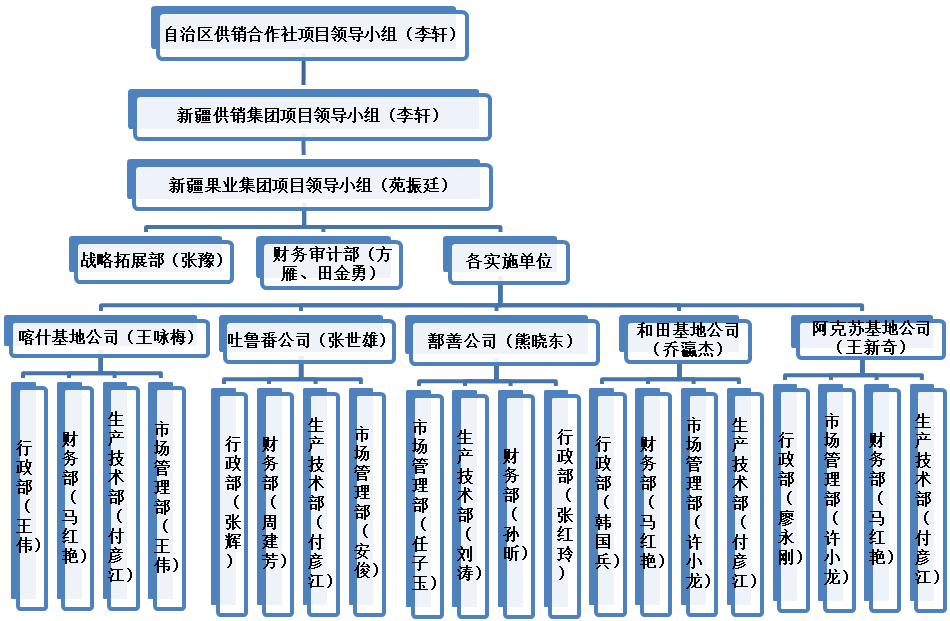 自治区供销合作社项目领导小组（李轩）
新疆供销集团项目领导小组（李轩）
新疆果业集团项目领导小组（苑振廷）
战略拓展部（张豫）
财务审计部（方
雁、田金勇）
各实施单位
喀什基地公司（王咏梅）
吐鲁番公司（张世雄）
鄯善公司（熊晓东）
和田基地公司
（乔瀛杰）
阿克苏基地公司
（王新奇）
行政部（王伟）
财务部（马红艳）
生产技术部（付彦江）
市场管理部（王伟）
行政部（张辉）
财务部（周建芳）
生产技术部（付彦江）
市场管理部（安俊）
市场管理部（任子玉）
生产技术部（刘涛）
财务部（孙昕）
行政部（张红玲）
行政部（韩国兵）
财务部（马红艳）
市场管理部（许小龙）
生产技术部（付彦江）
行政部（廖永刚）
市场管理部（许小龙）
财务部（马红艳）
生产技术部（付彦江）